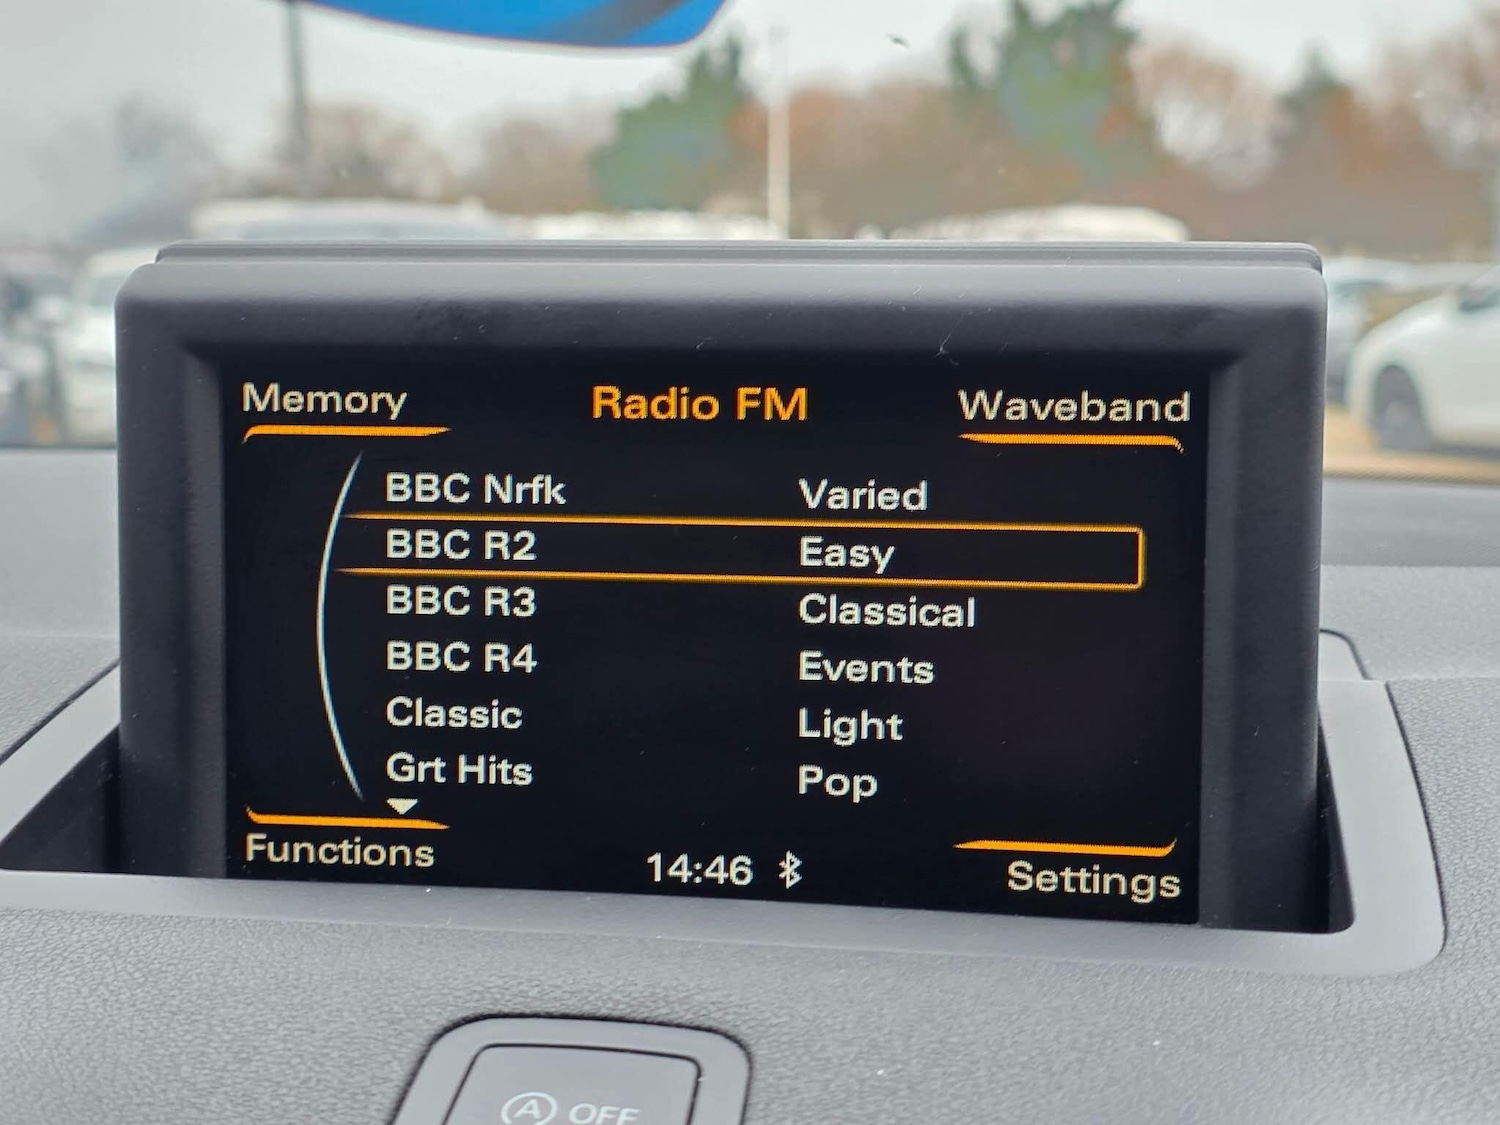 Memory Radio FM Waveband
BBC Nrfk Varied
BBC R2 Easy
BBC R3 Classical
BBC R4 Events
Classic Light
Grt Hits Pop
Functions 14:46 Settings
A OFF